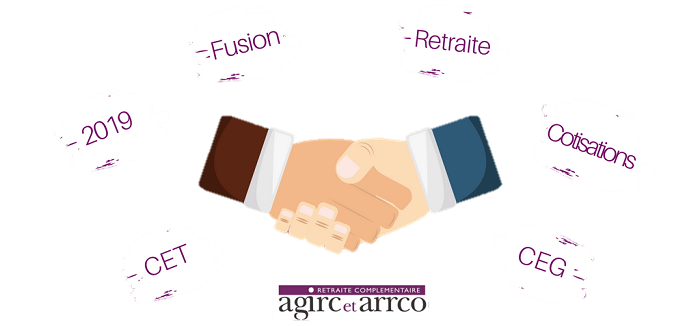 - Fusion
- Retraite
- 2019
Cotisations
- CET
CEG -
RETRAITE COMPLEMENTAIRE
agirc et arrco